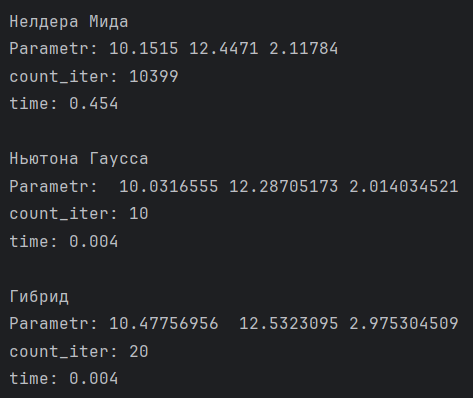 Нелдера Мида
Parametr: 10.1515 12.4471 2.11784
count_iter: 10399
time: 0.454
Ньютона Гаусса
Parametr:  10.0316555 12.28705173 2.014034521
count_iter: 10
time: 0.004
Гибрид
Parametr: 10.47756956  12.5323095 2.975304509
count_iter: 20
time: 0.004